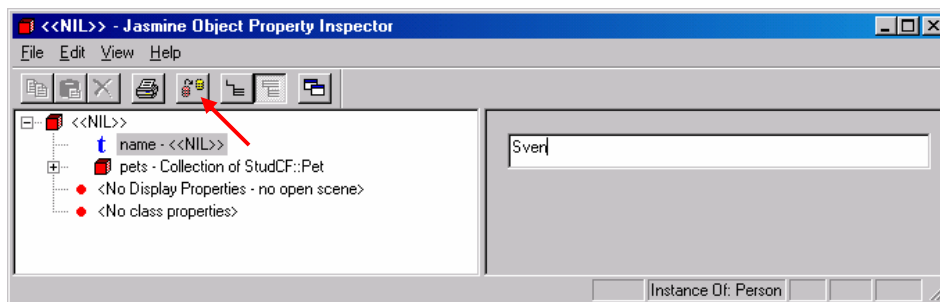 <<NIL>> - Jasmine Object Property Inspector
File Edit View Help
<<NIL>>
t name - <<NIL>>
pets - Collection of StudCF::Pet
<No Display Properties - no open scene>
<No class properties>
Sven
Instance Of: Person